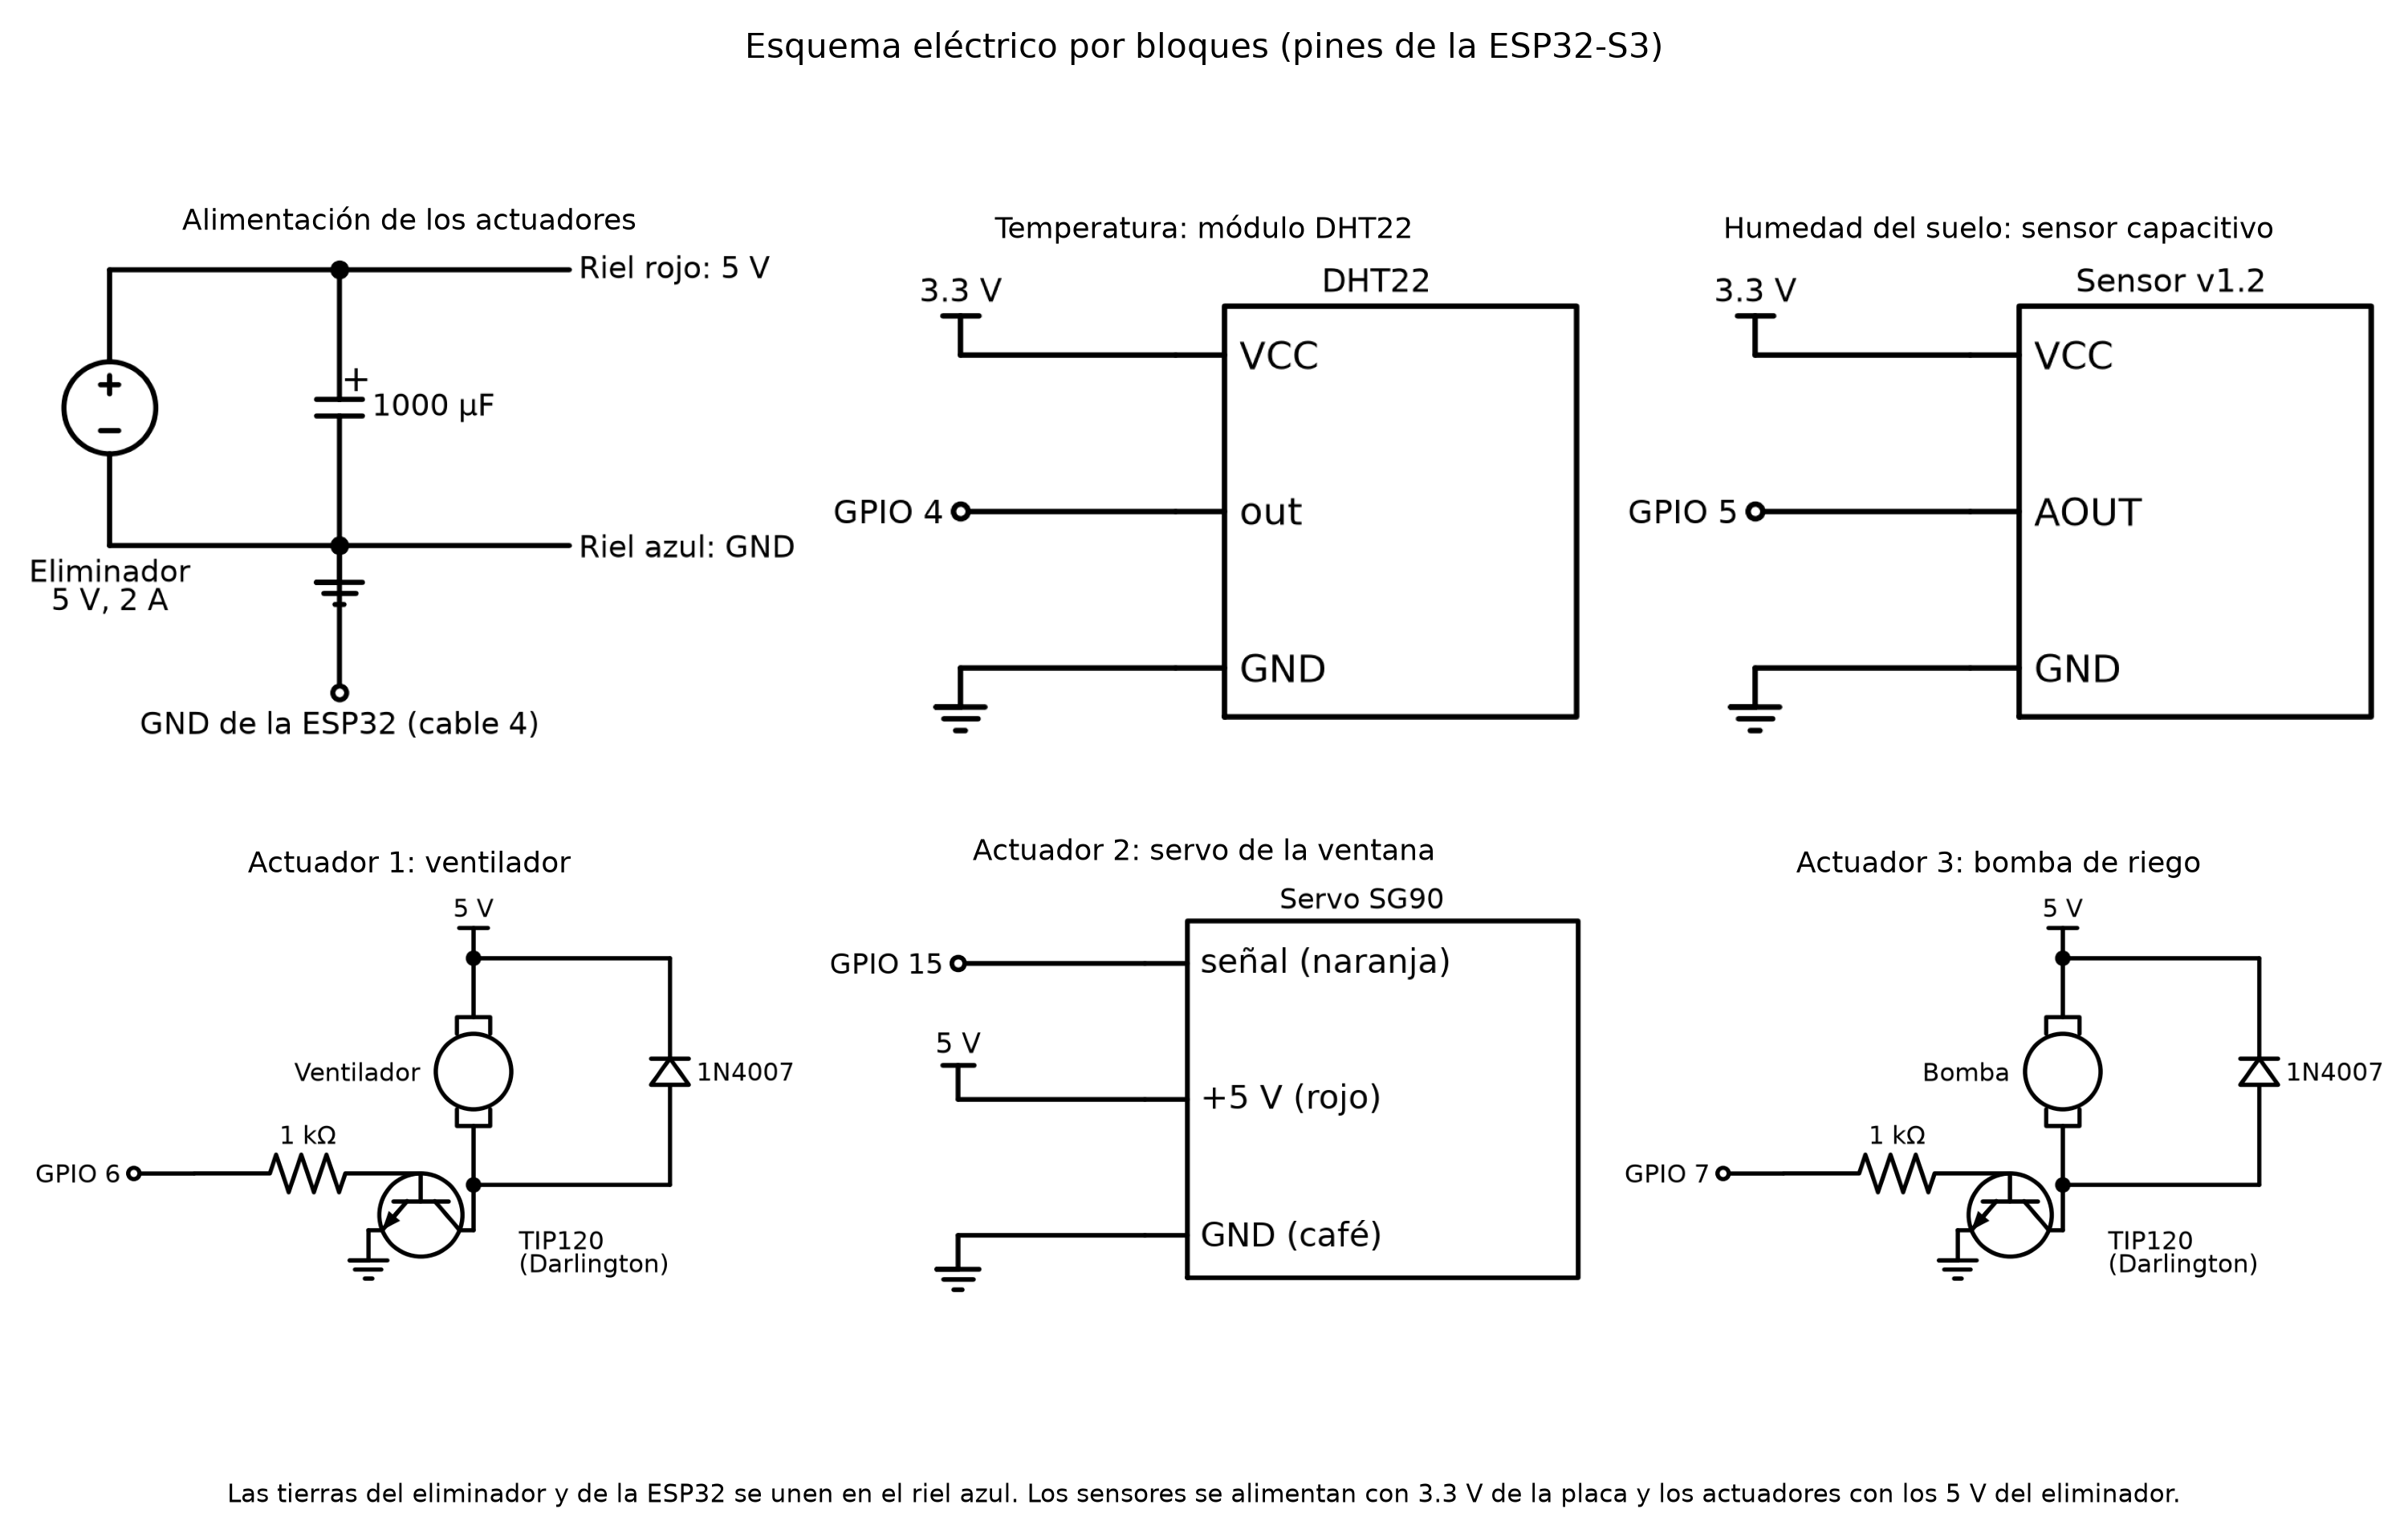 Esquema eléctrico por bloques (pines de la ESP32-S3)
Alimentación de los actuadores
Riel rojo: 5 V
+
1000 µF
Riel azul: GND
Eliminador
5 V, 2 A
GND de la ESP32 (cable 4)
Temperatura: módulo DHT22
DHT22
3.3 V
VCC
GPIO 4
out
GND
Humedad del suelo: sensor capacitivo
Sensor v1.2
3.3 V
VCC
GPIO 5
AOUT
GND
Actuador 1: ventilador
5 V
Ventilador
1N4007
1 kΩ
GPIO 6
TIP120
(Darlington)
Actuador 2: servo de la ventana
Servo SG90
GPIO 15
señal (naranja)
5 V
+5 V (rojo)
GND (café)
Actuador 3: bomba de riego
5 V
Bomba
1N4007
1 kΩ
GPIO 7
TIP120
(Darlington)
Las tierras del eliminador y de la ESP32 se unen en el riel azul. Los sensores se alimentan con 3.3 V de la placa y los actuadores con los 5 V del eliminador.